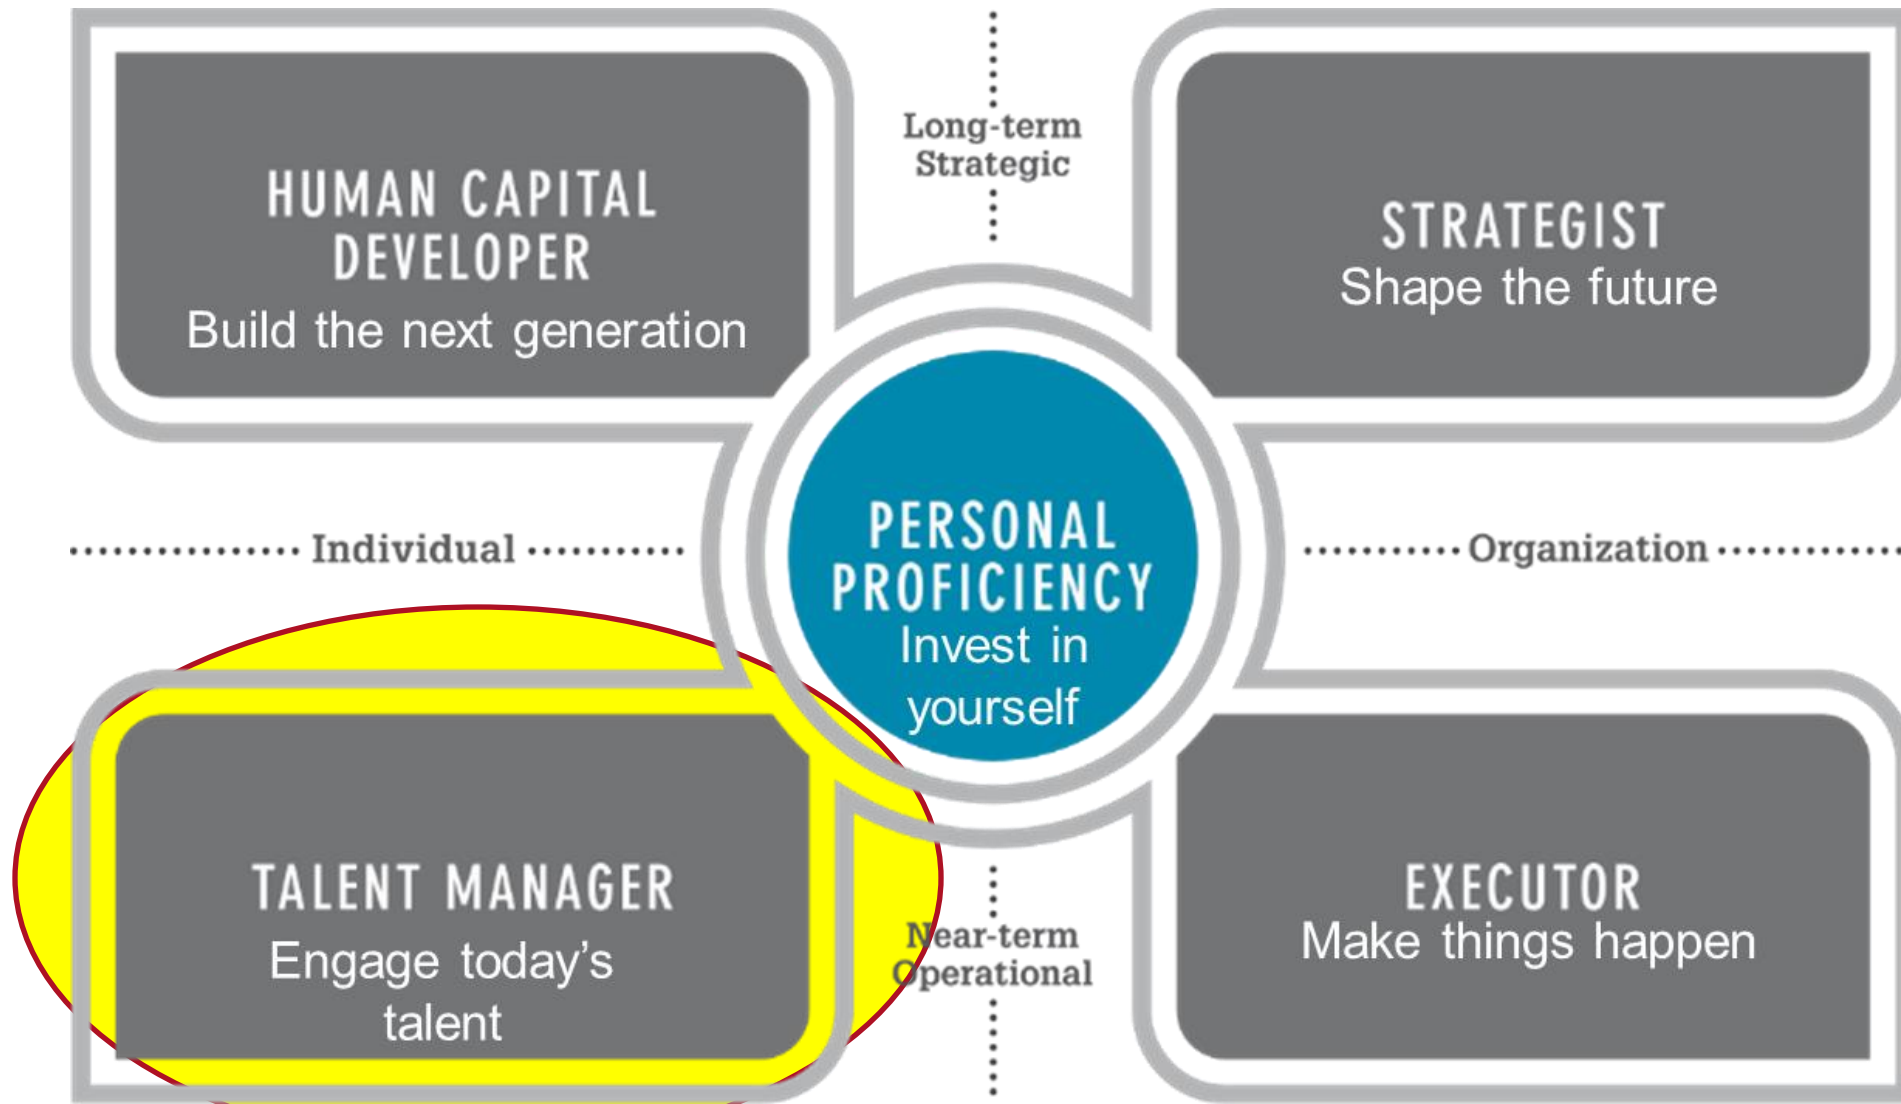 HUMAN CAPITAL
DEVELOPER
Build the next generation
Long-term
Strategic
STRATEGIST
Shape the future
Individual
PERSONAL
PROFICIENCY
Invest in
yourself
Organization
TALENT MANAGER
Engage today’s
talent
Near-term
Operational
EXECUTOR
Make things happen